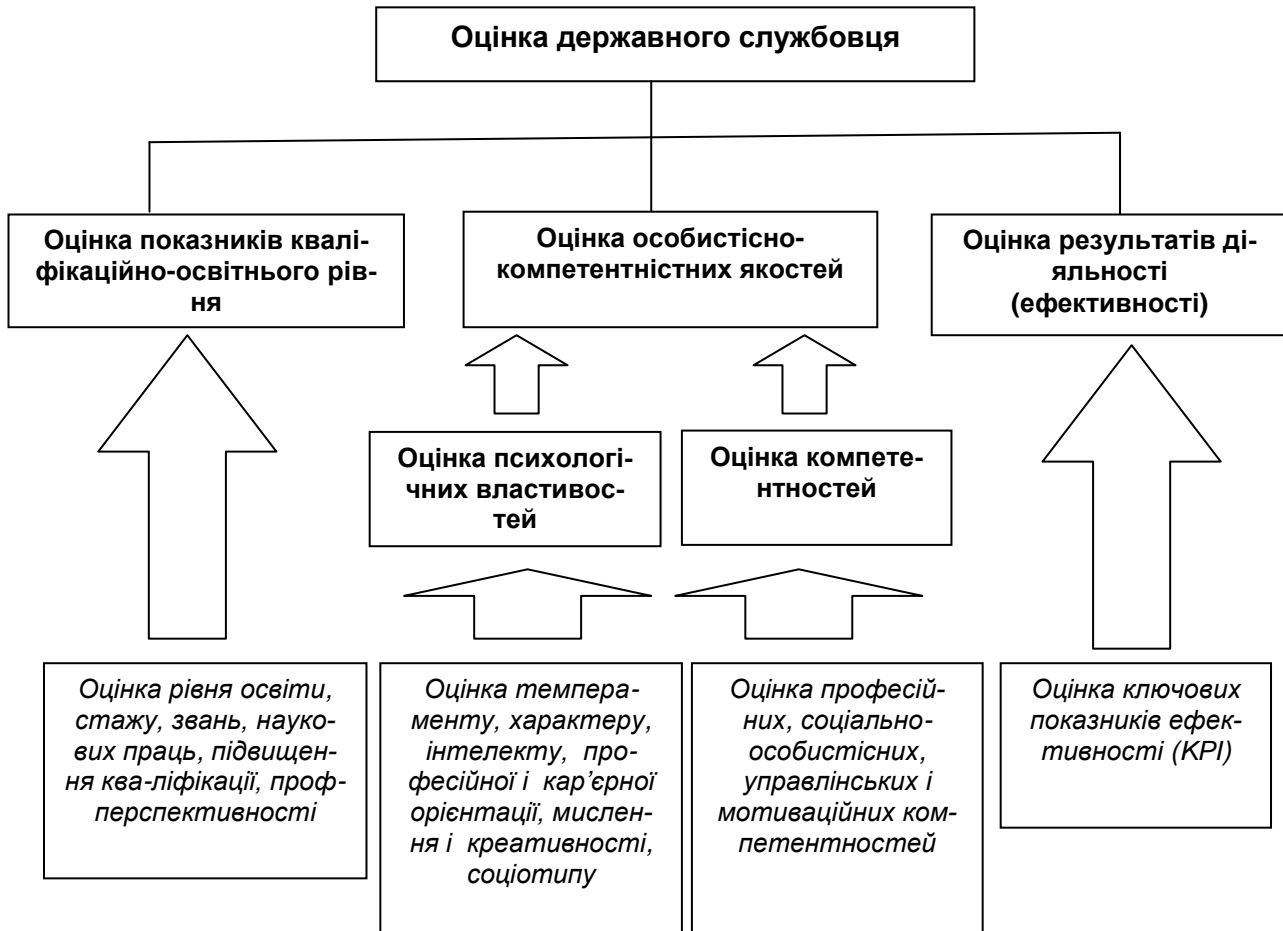 Оцінка державного службовця
Оцінка показників квалі-
фікаційно-освітнього рів-
ня
Оцінка особистісно-
компетентністних якостей
Оцінка результатів ді-
яльності
(ефективності)
Оцінка психологі-
чних властивос-
тей
Оцінка компете-
нтностей
Оцінка рівня освіти,
стажу, звань, науко-
вих праць, підвищен-
ня ква-ліфікації, проф-
перспективності
Оцінка темпера-
менту, характеру,
інтелекту, про-
фесійної і кар’єрної
орієнтації, мислен-
ня і креативності,
соціотипу
Оцінка професій-
них, соціально-
особистісних,
управлінських і
мотиваційних ком-
петентностей
Оцінка ключових
показників ефек-
тивності (KPI)